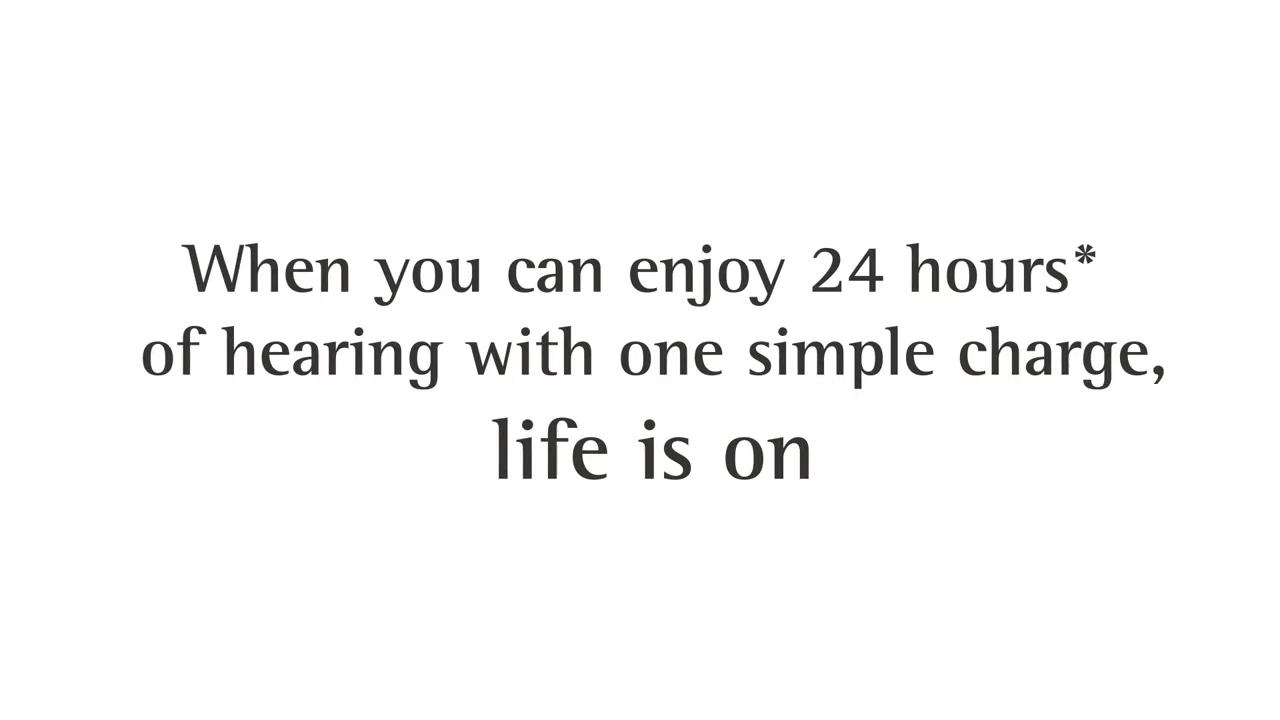 When you can enjoy 24 hours*
of hearing with one simple charge,
life is on